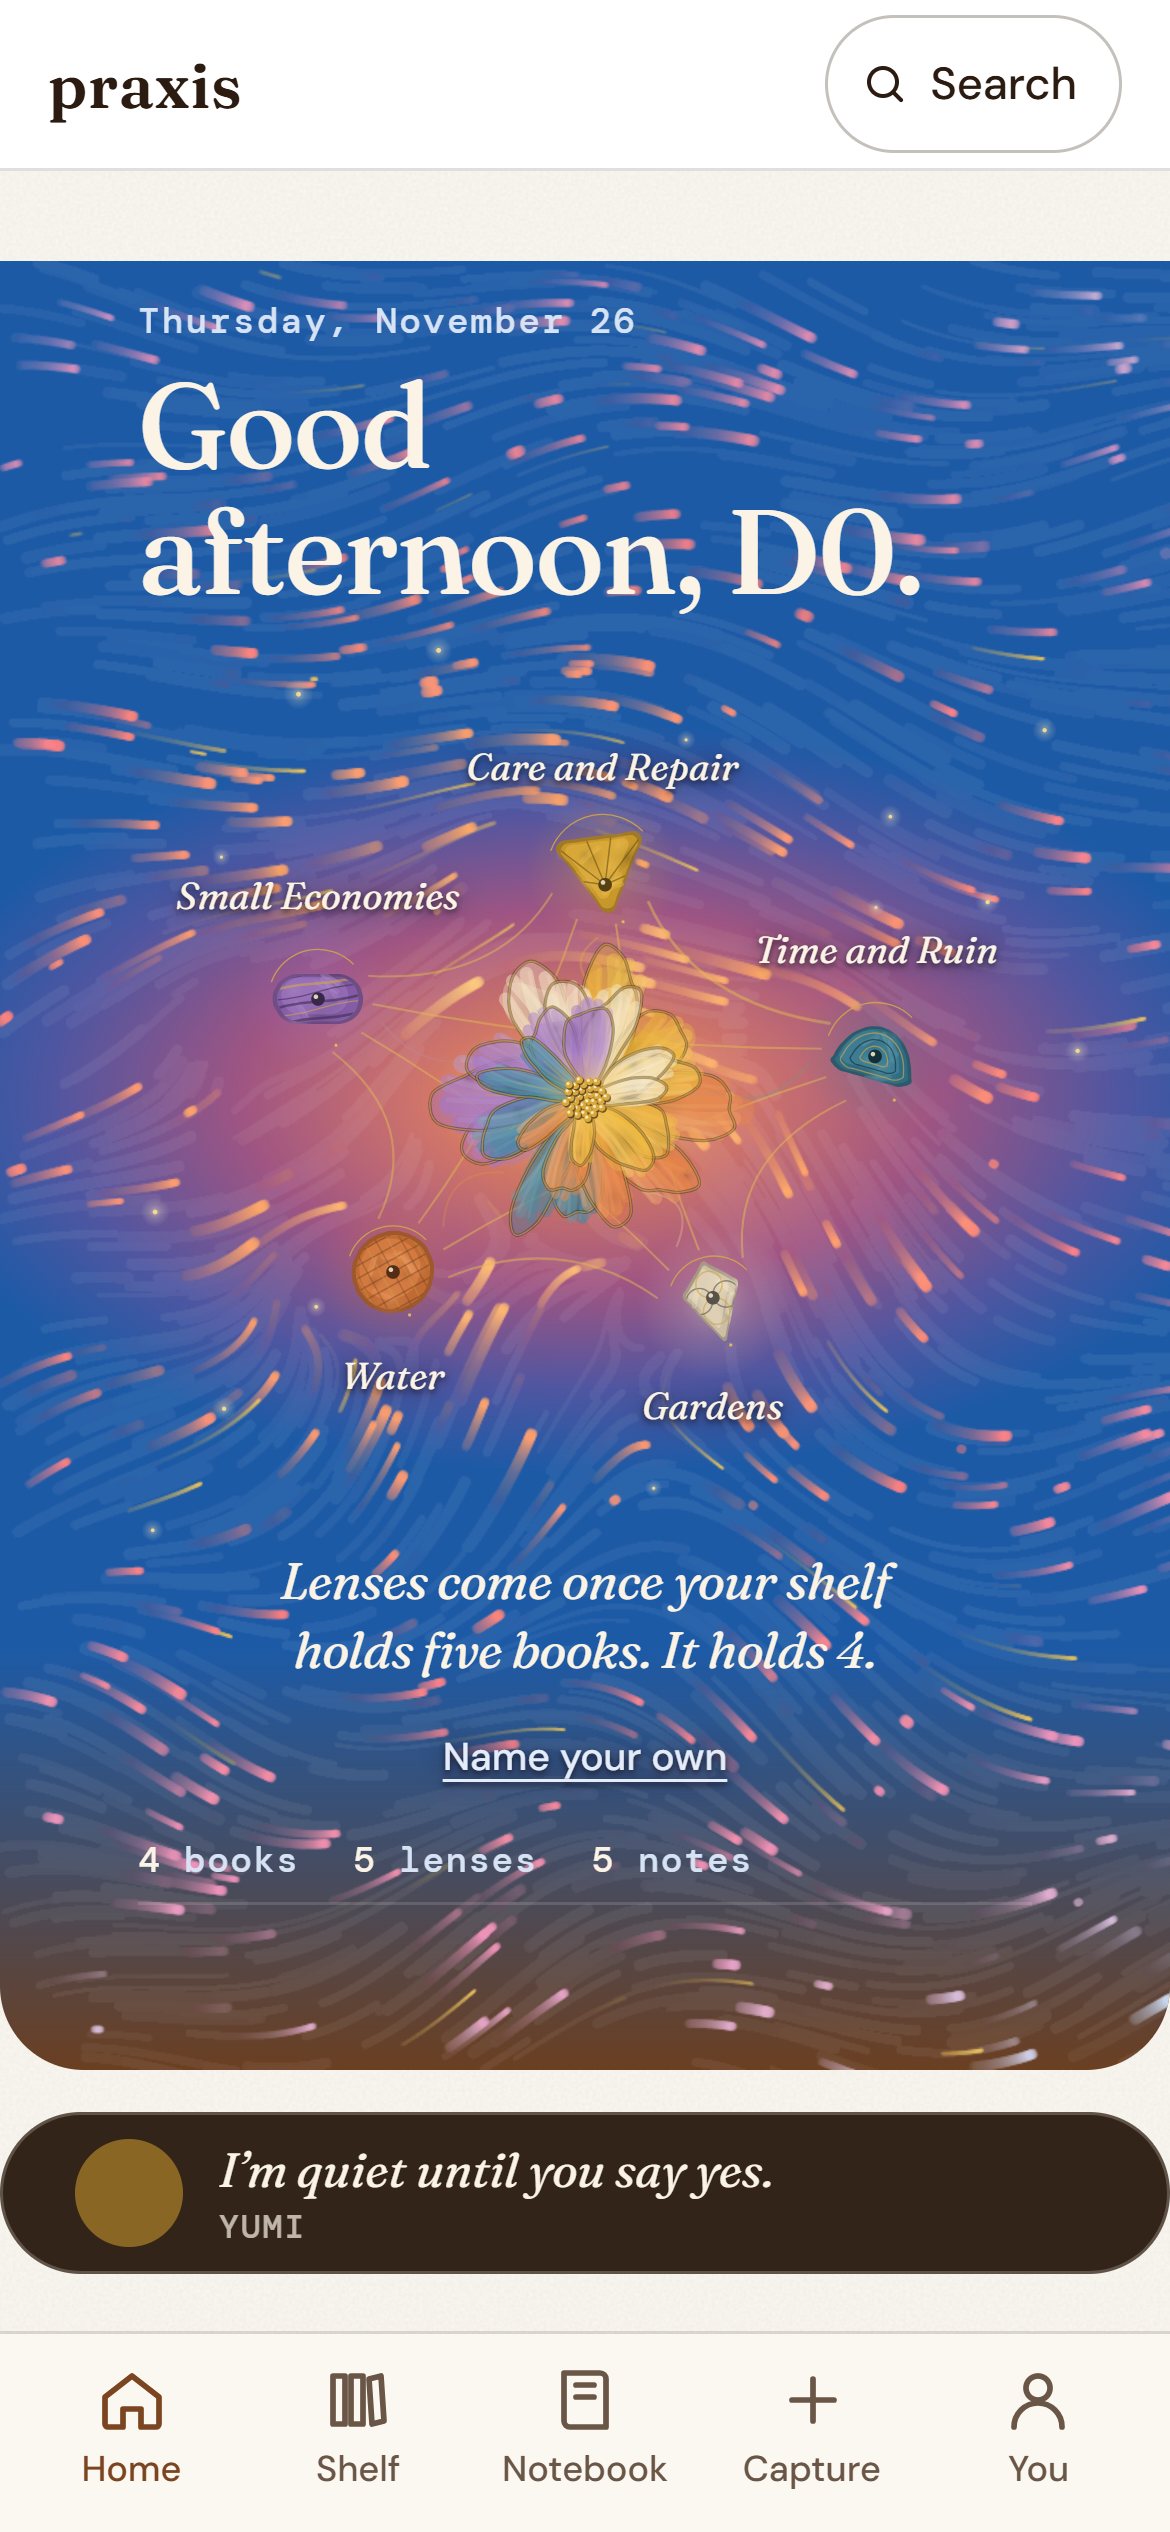 praxis
Search
Thursday, November 26
Good
afternoon, D0.
Care and Repair
Small Economies
Time and Ruin
Water
Gardens
Lenses come once your shelf
holds five books. It holds 4.
Name your own
4 books 5 lenses 5 notes
I’m quiet until you say yes.
YUMI
Home Shelf Notebook Capture You